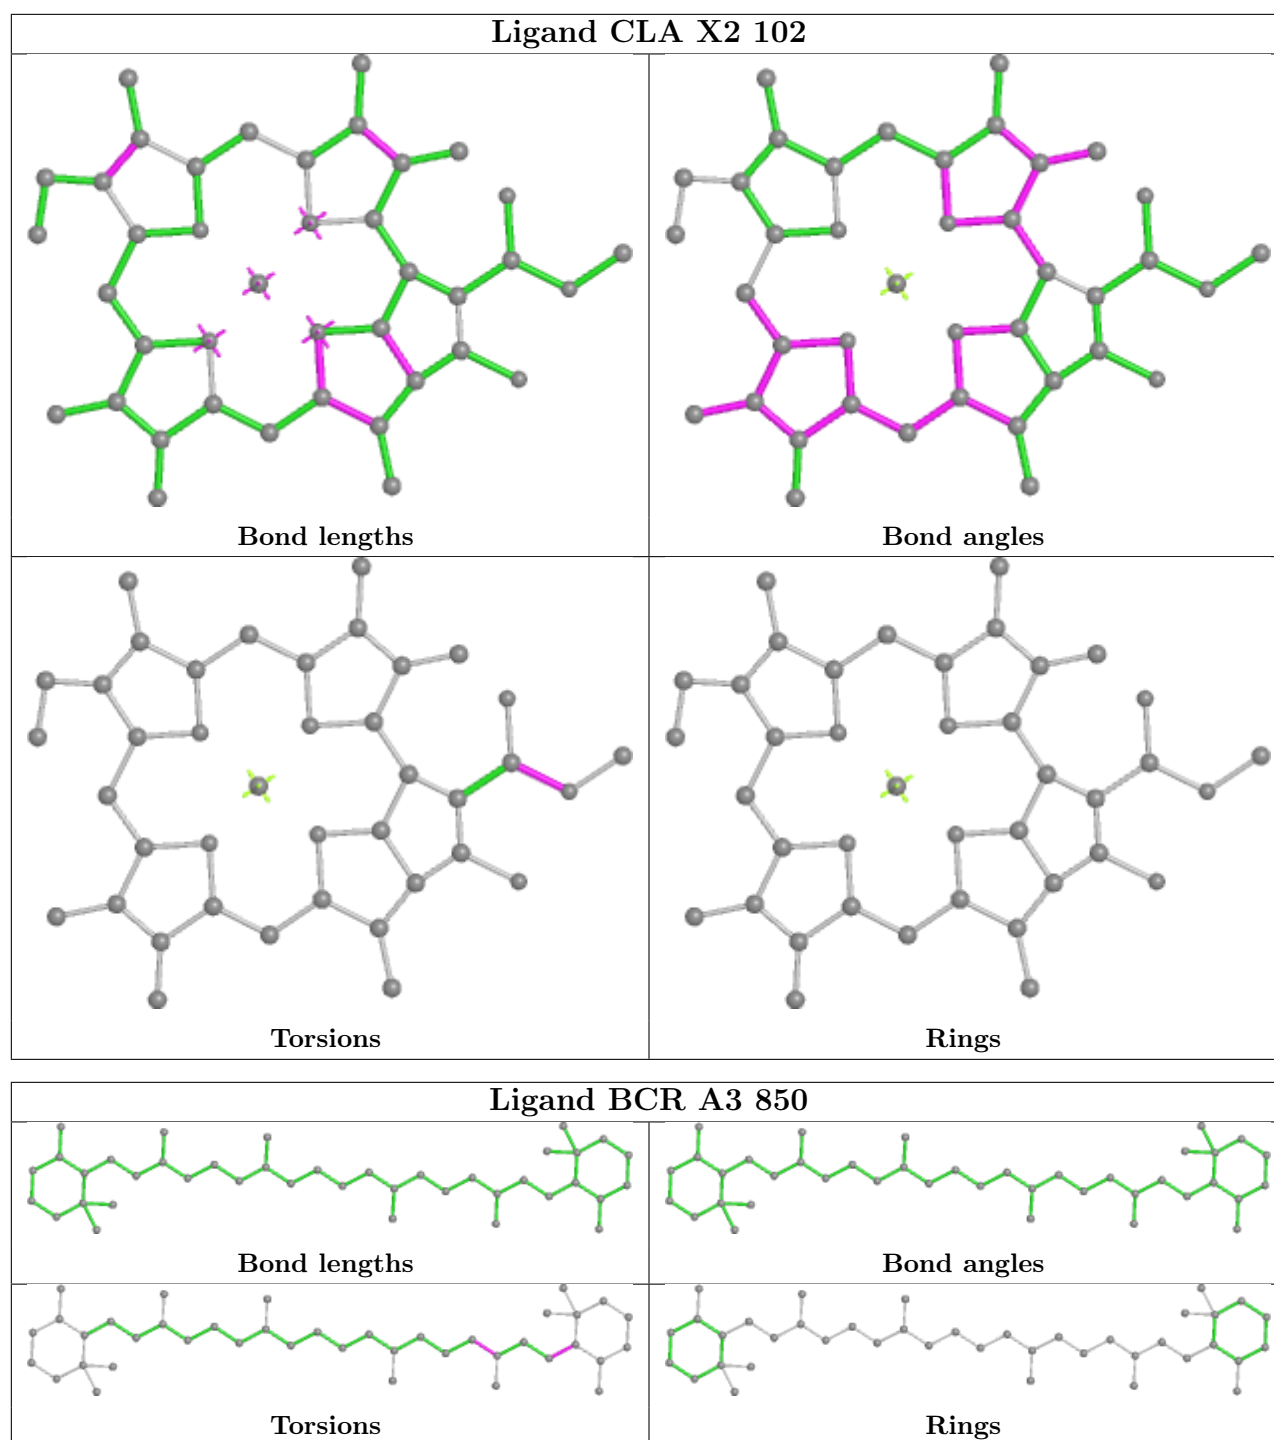 Ligand CLA X2 102
Bond lengths
Bond angles
Torsions
Rings
Ligand BCR A3 850
Bond lengths
Bond angles
Torsions
Rings